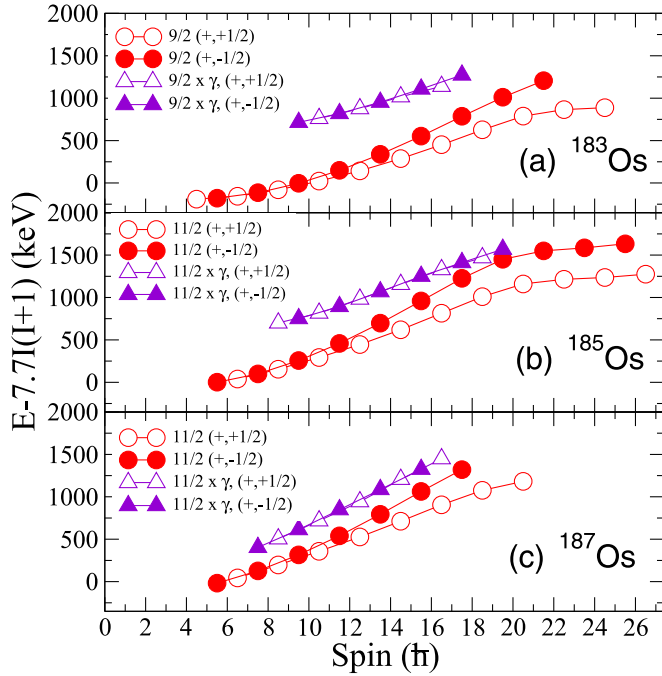 E-7.7I(I+1) (keV)
2000
1500
1000
500
0
9/2 (+,+1/2)
9/2 (+,-1/2)
9/2 x γ, (+,+1/2)
9/2 x γ, (+,-1/2)
(a) ¹⁸³Os
2000
1500
1000
500
0
11/2 (+,+1/2)
11/2 (+,-1/2)
11/2 x γ, (+,+1/2)
11/2 x γ, (+,-1/2)
(b) ¹⁸⁵Os
2000
1500
1000
500
0
11/2 (+,+1/2)
11/2 (+,-1/2)
11/2 x γ, (+,+1/2)
11/2 x γ, (+,-1/2)
(c) ¹⁸⁷Os
0 2 4 6 8 10 12 14 16 18 20 22 24 26
Spin (ħ)